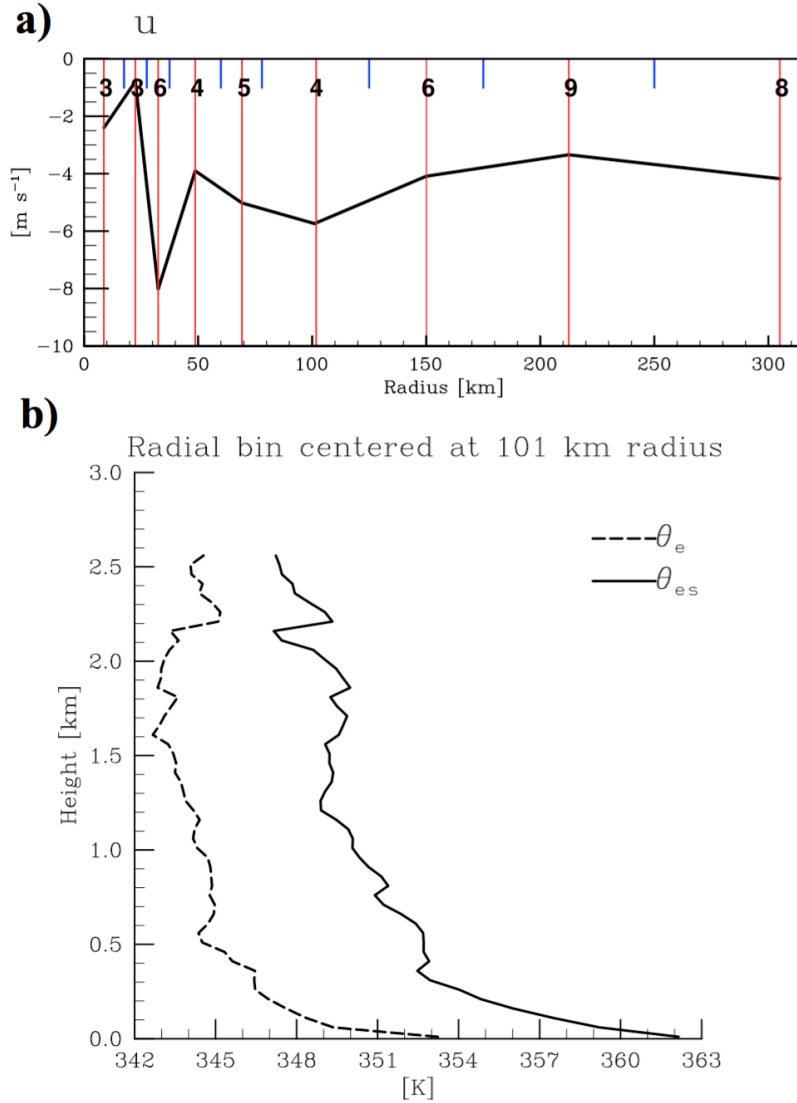 a)
u
0
3 3 6 4 5 4 6 9 8
−2
−4
[m s⁻¹]
−6
−8
−10
0 50 100 150 200 250 300
Radius [km]
b)
Radial bin centered at 101 km radius
3.0
θe
2.5
θes
2.0
Height [km]
1.5
1.0
0.5
0.0
342 345 348 351 354 357 360 363
[K]